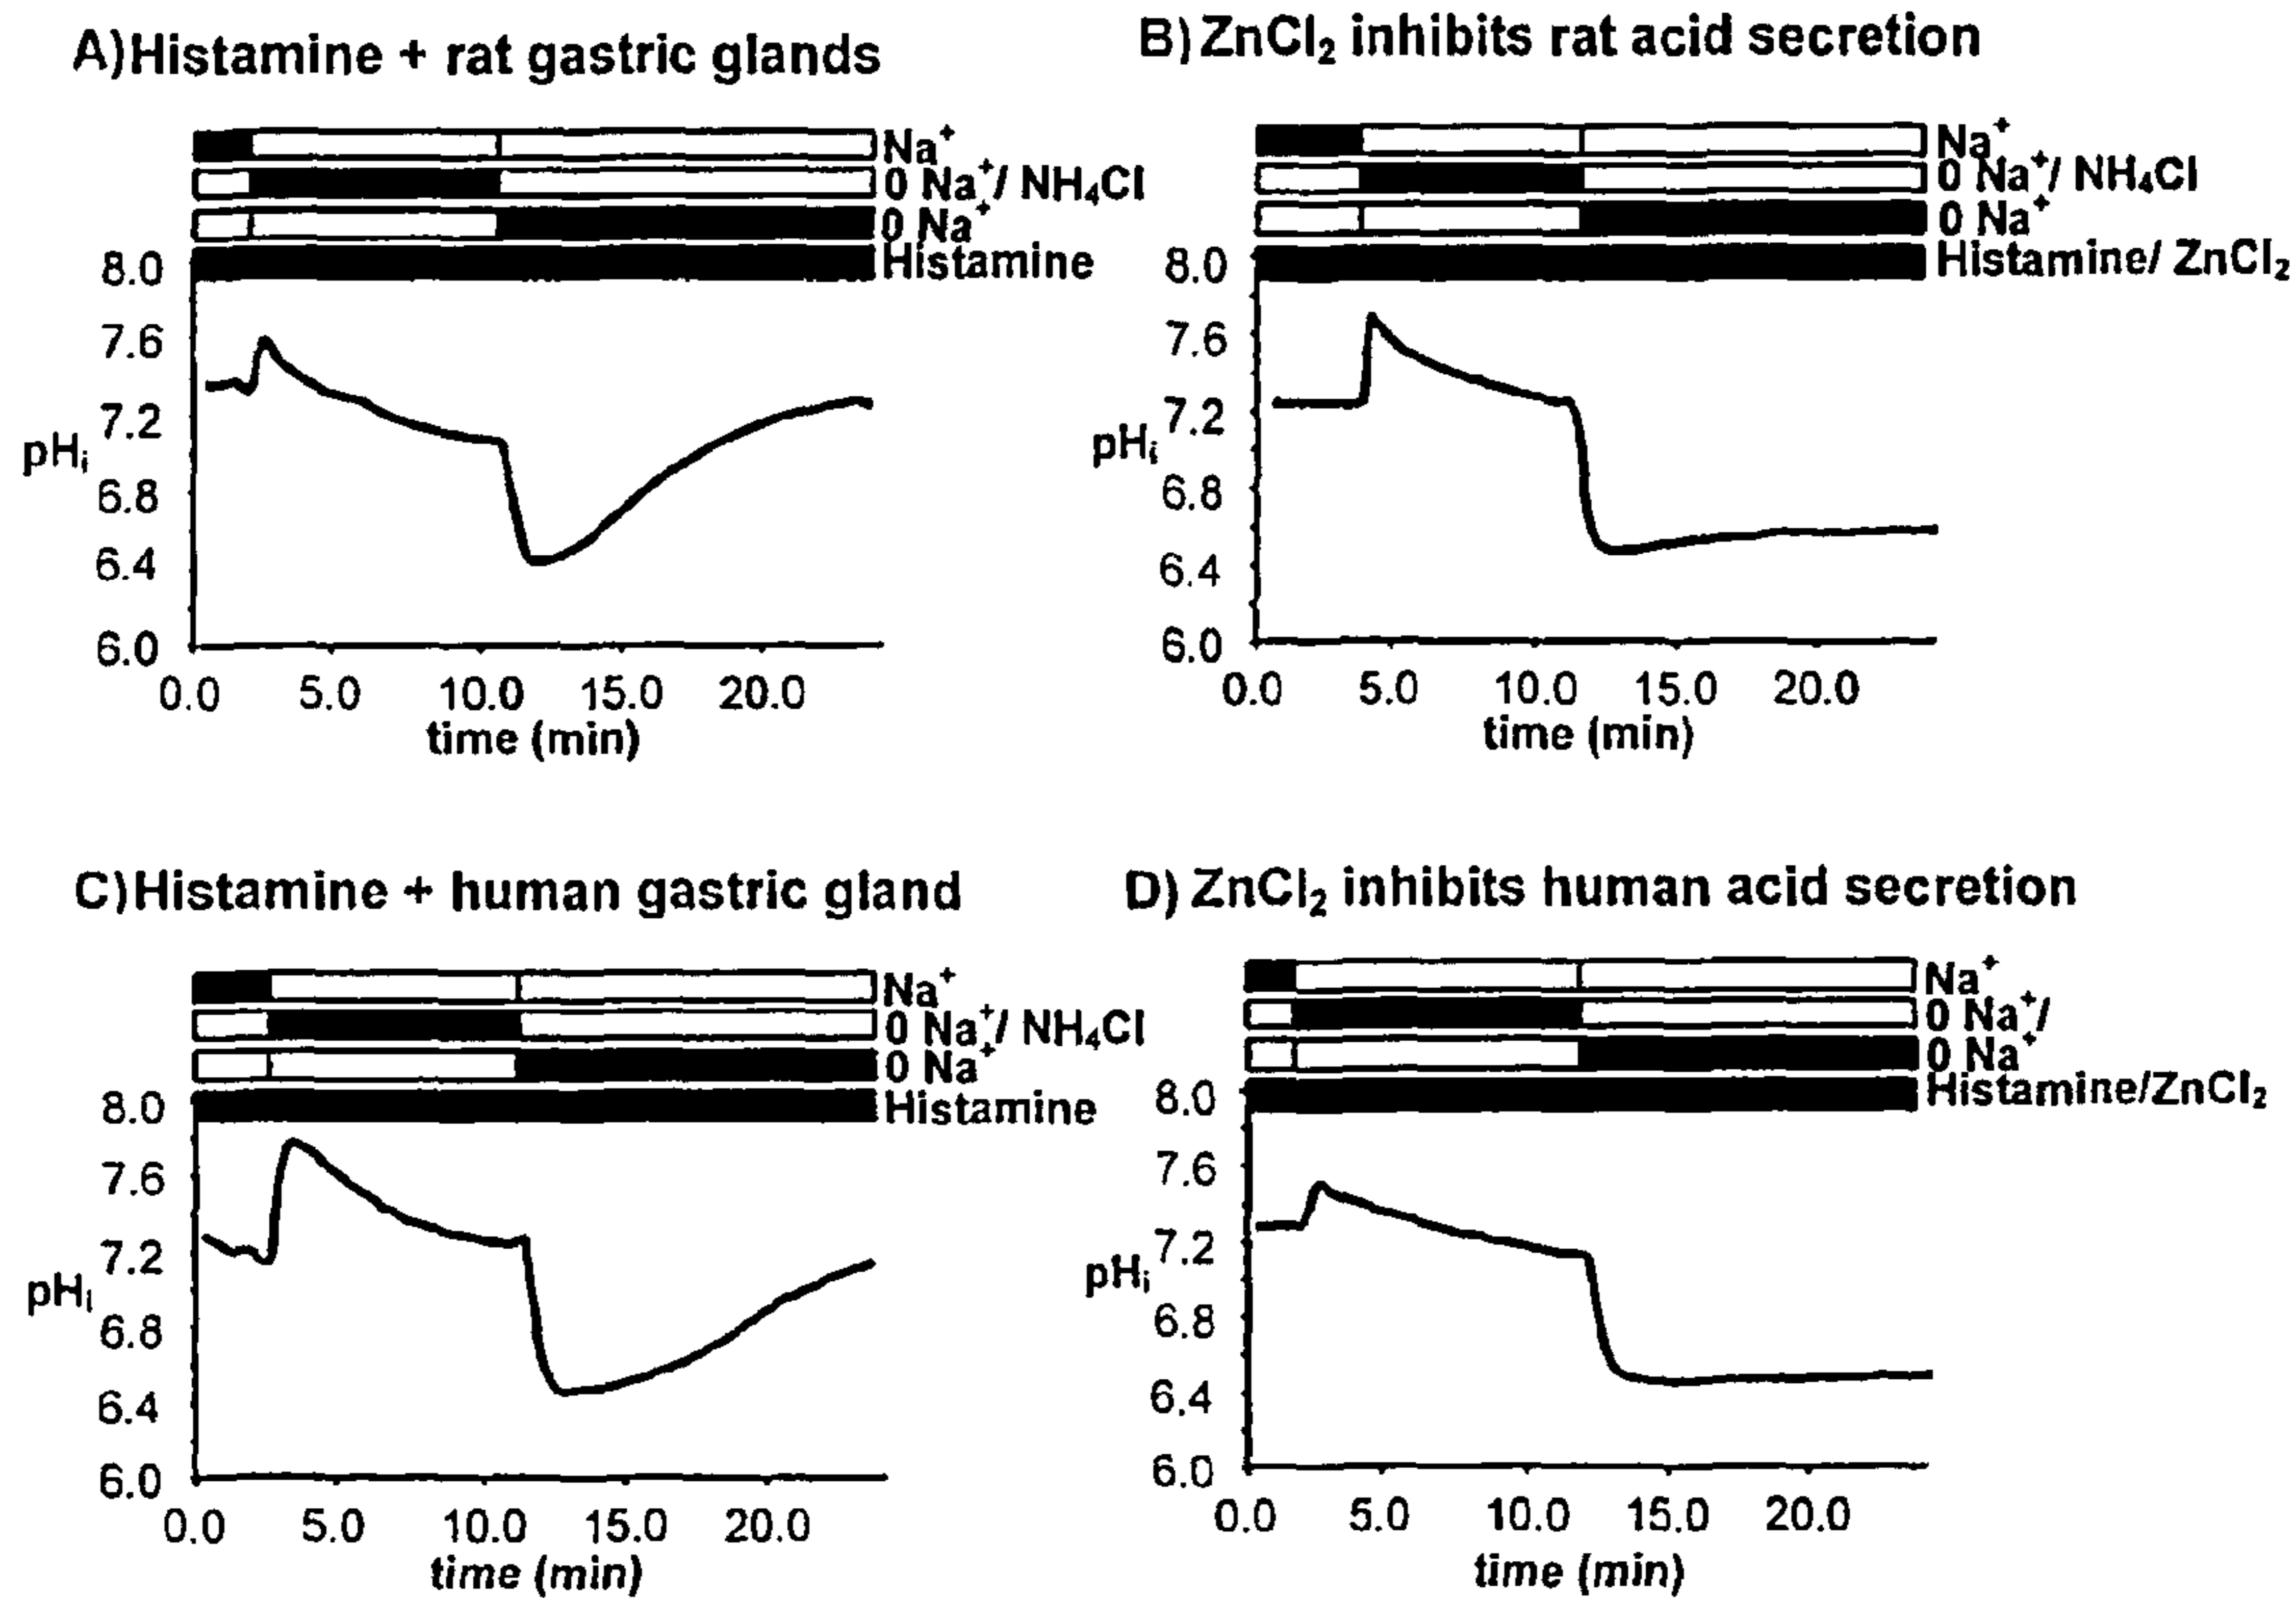 A)Histamine + rat gastric glands
Na⁺
0 Na⁺/ NH₄Cl
0 Na⁺
Histamine
8.0
7.6
7.2
pHᵢ
6.8
6.4
6.0
0.0 5.0 10.0 15.0 20.0
time (min)
B) ZnCl₂ inhibits rat acid secretion
Na⁺
0 Na⁺/ NH₄Cl
0 Na⁺
Histamine/ ZnCl₂
8.0
7.6
7.2
pHᵢ
6.8
6.4
6.0
0.0 5.0 10.0 15.0 20.0
time (min)
C)Histamine + human gastric gland
Na⁺
0 Na⁺/ NH₄Cl
0 Na⁺
Histamine
8.0
7.6
7.2
pHᵢ
6.8
6.4
6.0
0.0 5.0 10.0 15.0 20.0
time (min)
D) ZnCl₂ inhibits human acid secretion
Na⁺
0 Na⁺/
0 Na⁺
Histamine/ZnCl₂
8.0
7.6
7.2
pHᵢ
6.8
6.4
6.0
0.0 5.0 10.0 15.0 20.0
time (min)